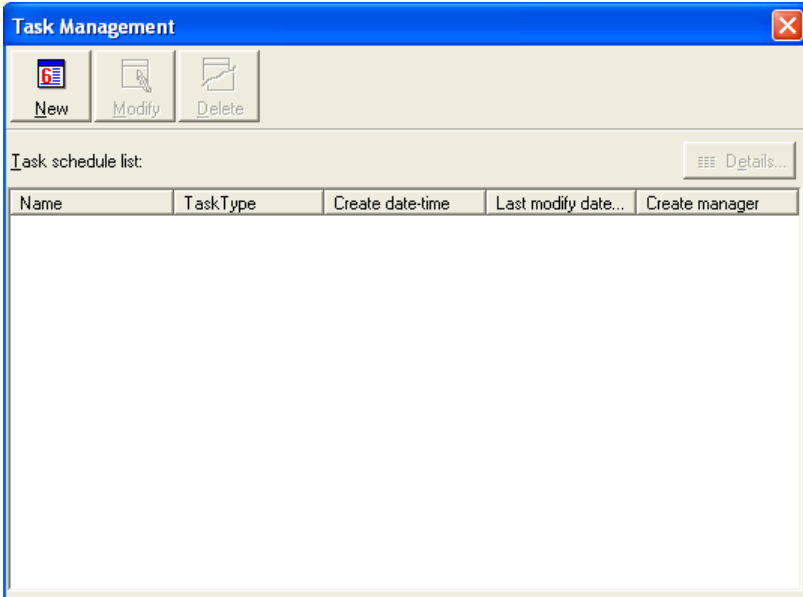 Task Management
6
New Modify Delete
Task schedule list: Details...
Name TaskType Create date-time Last modify date... Create manager